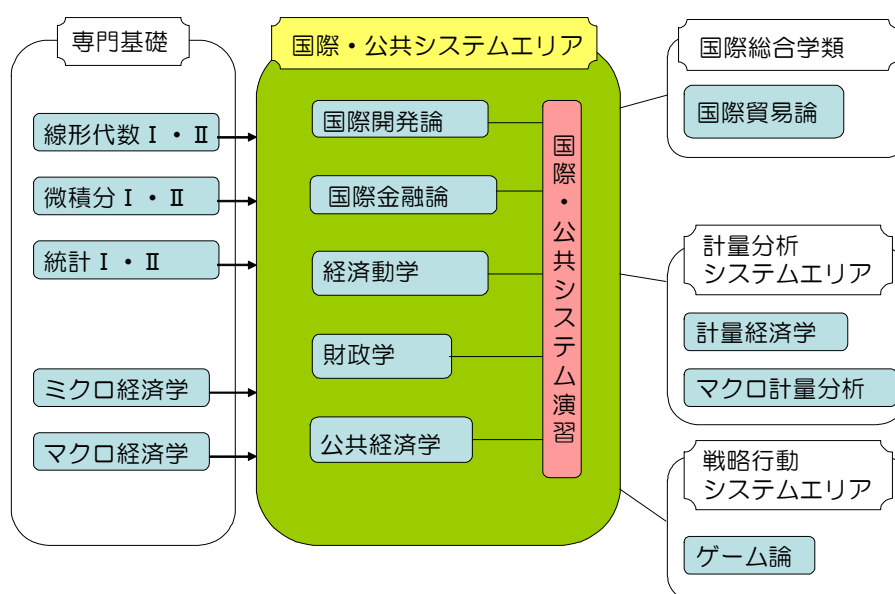 専門基礎
線形代数Ⅰ・Ⅱ
微積分Ⅰ・Ⅱ
統計Ⅰ・Ⅱ
ミクロ経済学
マクロ経済学
国際・公共システムエリア
国際開発論
国際金融論
経済動学
財政学
公共経済学
国際・公共システム演習
国際総合学類
国際貿易論
計量分析
システムエリア
計量経済学
マクロ計量分析
戦略行動
システムエリア
ゲーム論